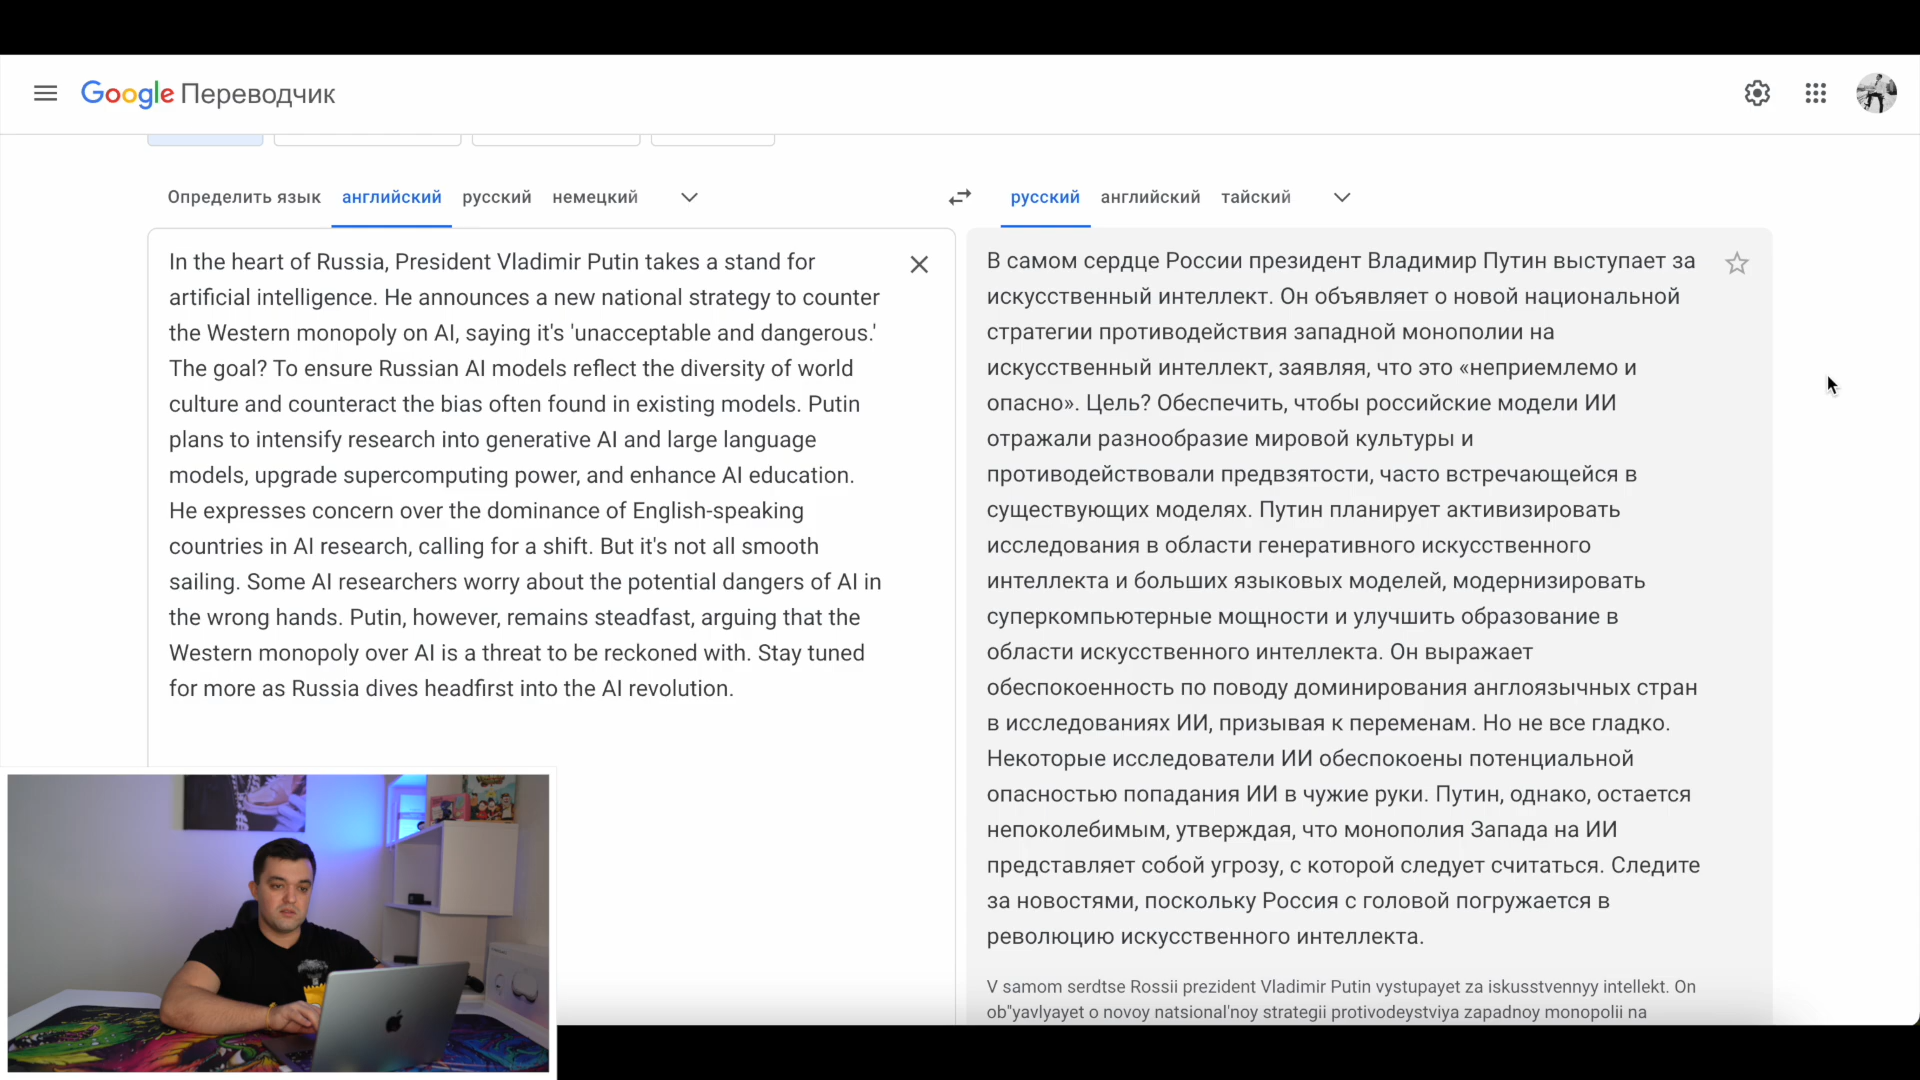 Google Переводчик
Определить язык английский русский немецкий
русский английский тайский
In the heart of Russia, President Vladimir Putin takes a stand for
artificial intelligence. He announces a new national strategy to counter
the Western monopoly on AI, saying it's 'unacceptable and dangerous.'
The goal? To ensure Russian AI models reflect the diversity of world
culture and counteract the bias often found in existing models. Putin
plans to intensify research into generative AI and large language
models, upgrade supercomputing power, and enhance AI education.
He expresses concern over the dominance of English-speaking
countries in AI research, calling for a shift. But it's not all smooth
sailing. Some AI researchers worry about the potential dangers of AI in
the wrong hands. Putin, however, remains steadfast, arguing that the
Western monopoly over AI is a threat to be reckoned with. Stay tuned
for more as Russia dives headfirst into the AI revolution.
В самом сердце России президент Владимир Путин выступает за
искусственный интеллект. Он объявляет о новой национальной
стратегии противодействия западной монополии на
искусственный интеллект, заявляя, что это «неприемлемо и
опасно». Цель? Обеспечить, чтобы российские модели ИИ
отражали разнообразие мировой культуры и
противодействовали предвзятости, часто встречающейся в
существующих моделях. Путин планирует активизировать
исследования в области генеративного искусственного
интеллекта и больших языковых моделей, модернизировать
суперкомпьютерные мощности и улучшить образование в
области искусственного интеллекта. Он выражает
обеспокоенность по поводу доминирования англоязычных стран
в исследованиях ИИ, призывая к переменам. Но не все гладко.
Некоторые исследователи ИИ обеспокоены потенциальной
опасностью попадания ИИ в чужие руки. Путин, однако, остается
непоколебимым, утверждая, что монополия Запада на ИИ
представляет собой угрозу, с которой следует считаться. Следите
за новостями, поскольку Россия с головой погружается в
революцию искусственного интеллекта.
V samom serdtse Rossii prezident Vladimir Putin vystupayet za iskusstvennyy intellekt. On
ob"yavlyayet o novoy natsional'noy strategii protivodeystviya zapadnoy monopolii na